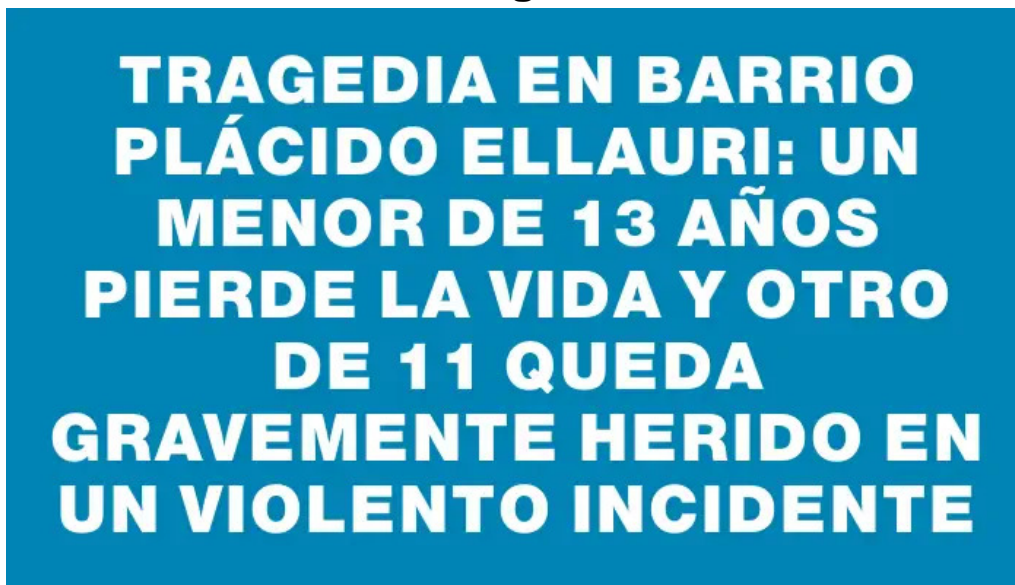 TRAGEDIA EN BARRIO
PLÁCIDO ELLAURI: UN
MENOR DE 13 AÑOS
PIERDE LA VIDA Y OTRO
DE 11 QUEDA
GRAVEMENTE HERIDO EN
UN VIOLENTO INCIDENTE